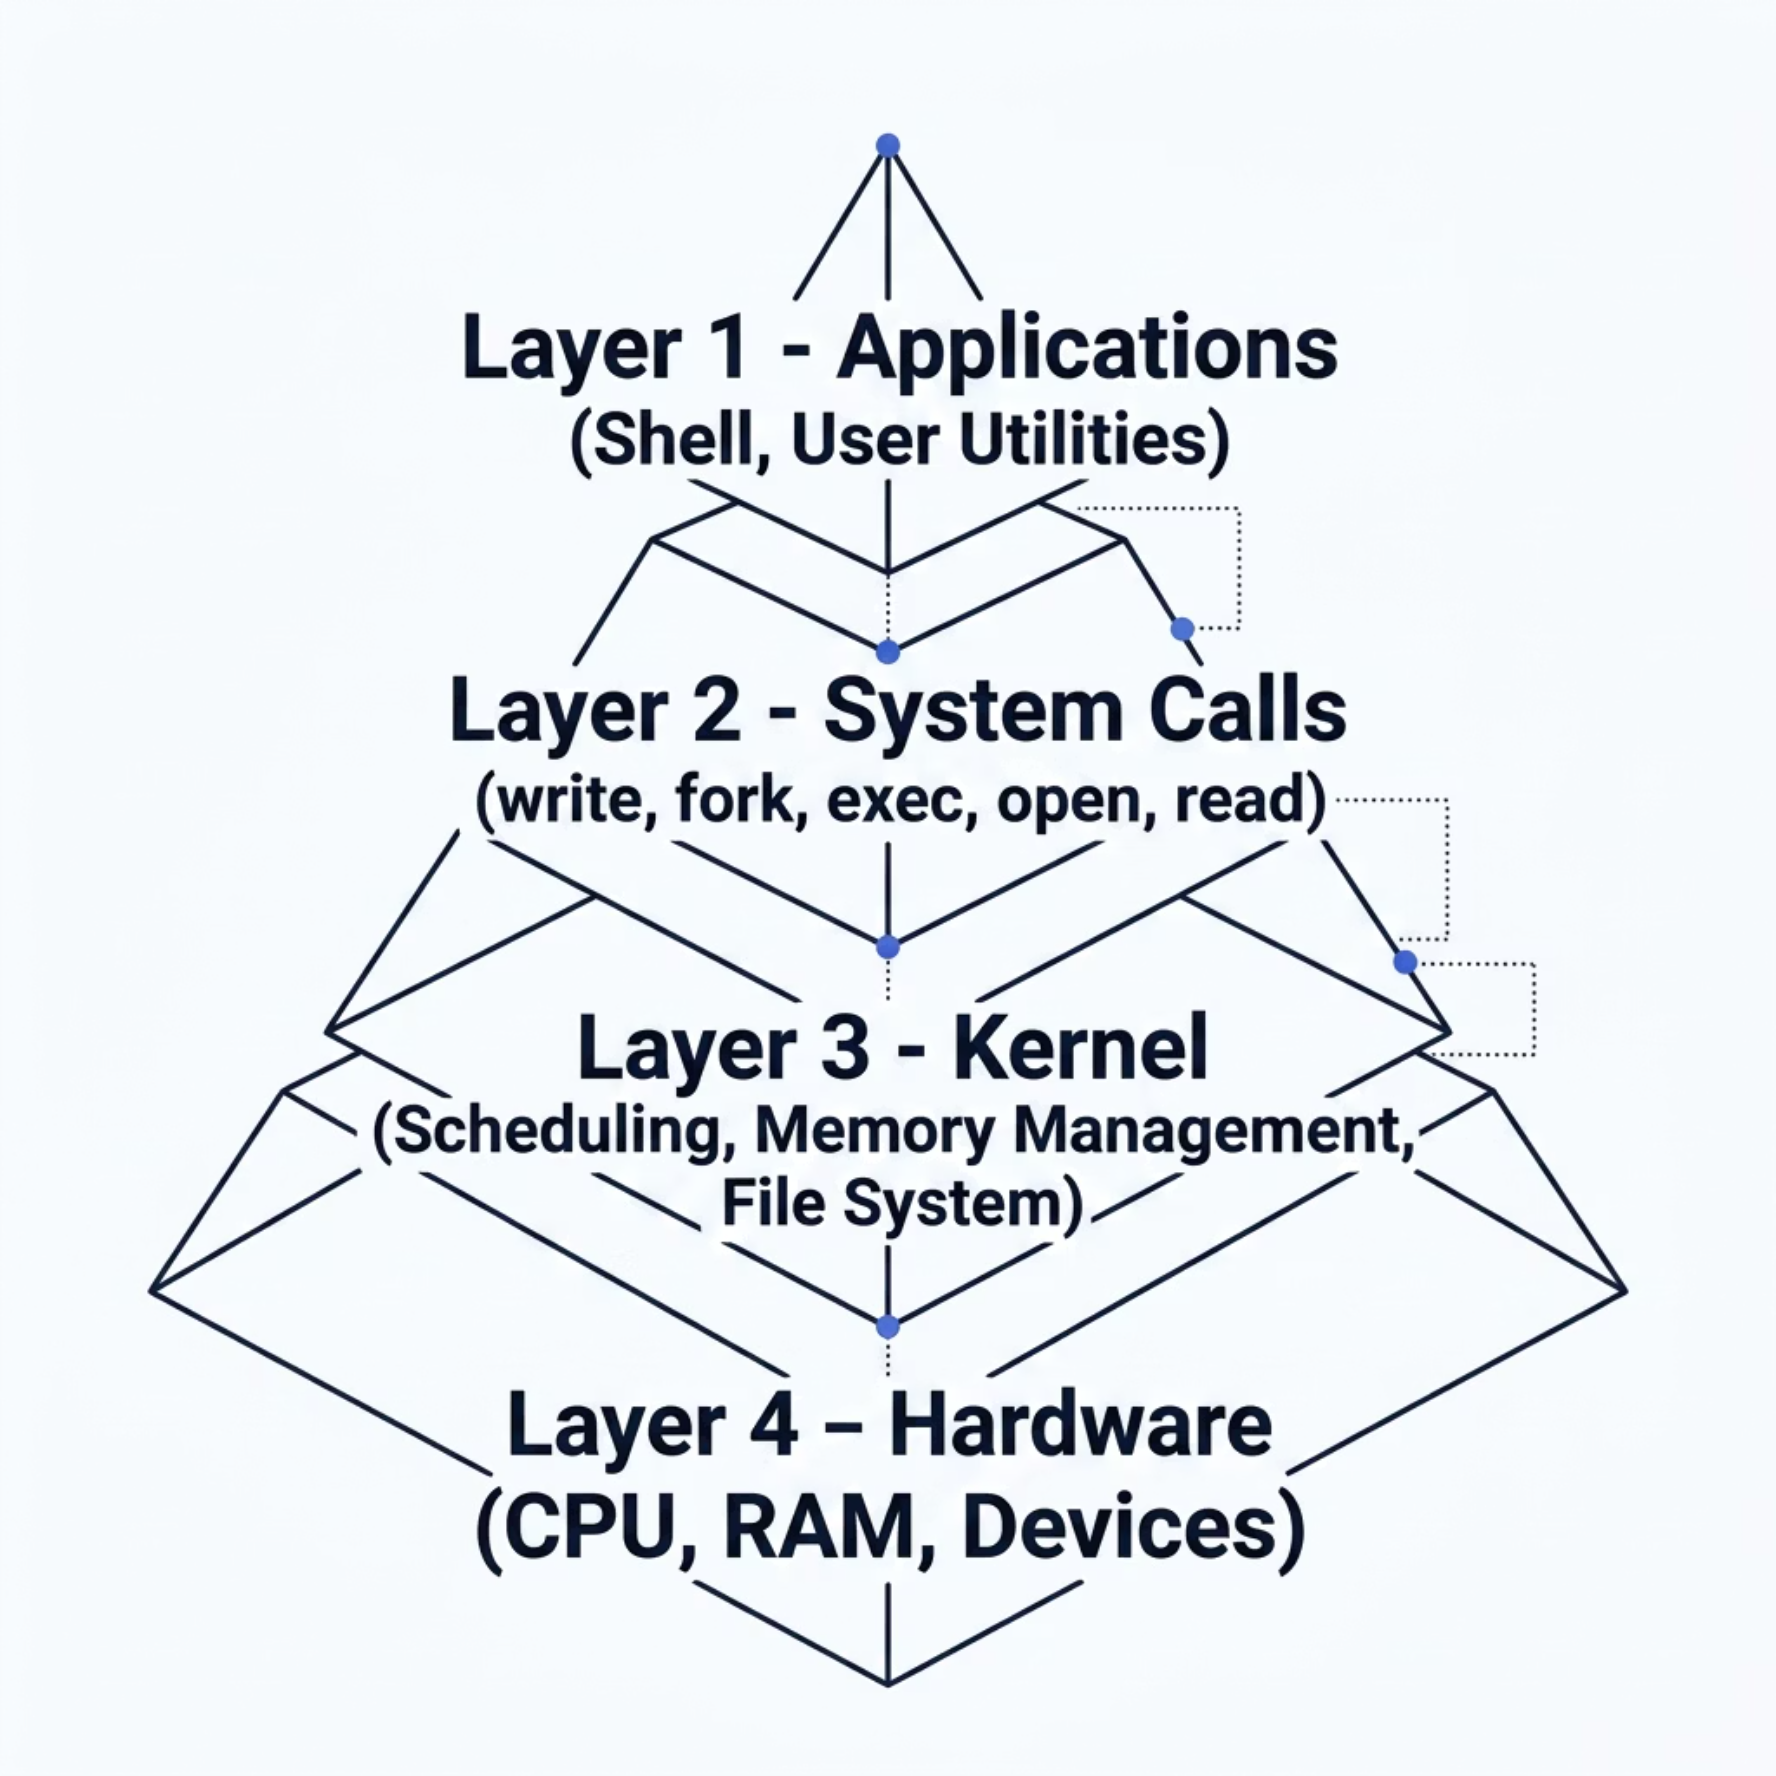 Layer 1 - Applications
(Shell, User Utilities)
Layer 2 - System Calls
(write, fork, exec, open, read)
Layer 3 - Kernel
(Scheduling, Memory Management,
File System)
Layer 4 – Hardware
(CPU, RAM, Devices)